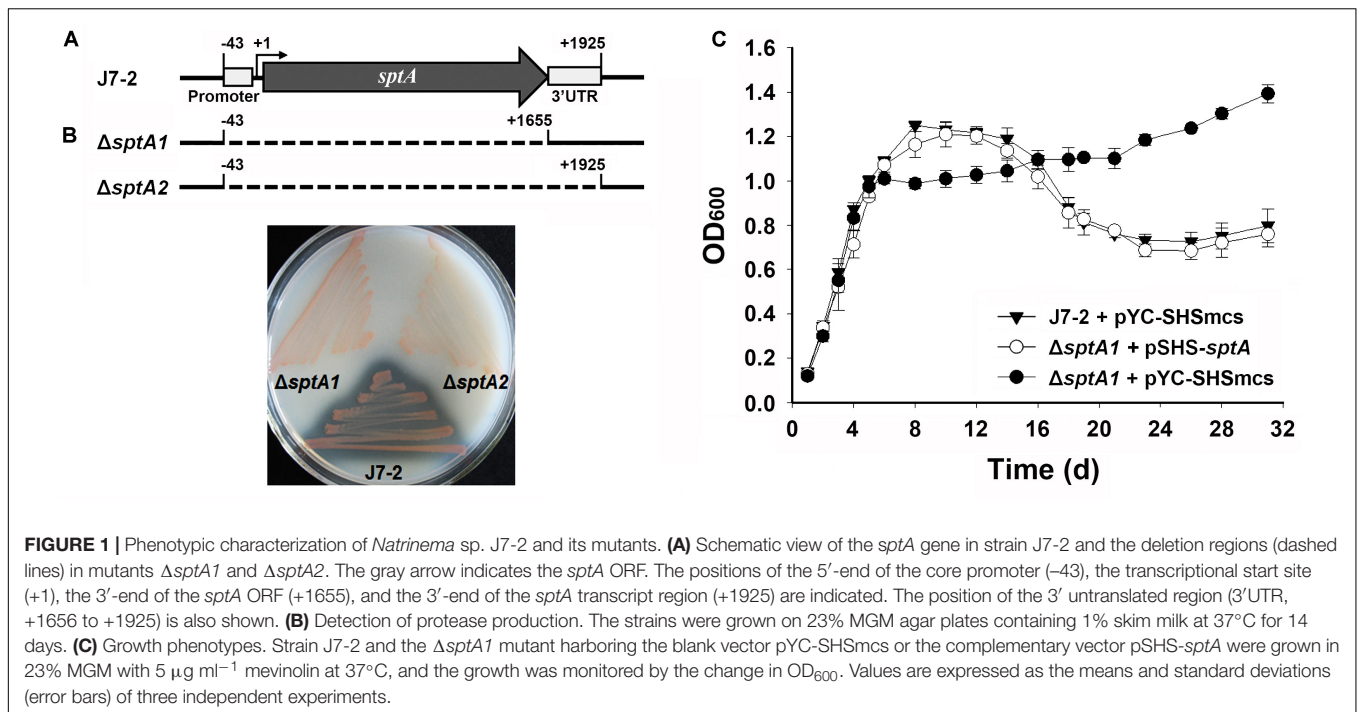 A
-43 +1 +1925
J7-2
sptA
Promoter 3'UTR
B
-43 +1655
ΔsptA1
-43 +1925
ΔsptA2
ΔsptA1 ΔsptA2
J7-2
C
1.6
1.4
1.2
1.0
0.8
0.6
0.4
0.2
0.0
OD600
J7-2 + pYC-SHSmcs
ΔsptA1 + pSHS-sptA
ΔsptA1 + pYC-SHSmcs
0 4 8 12 16 20 24 28 32
Time (d)
FIGURE 1 | Phenotypic characterization of Natrinema sp. J7-2 and its mutants. (A) Schematic view of the sptA gene in strain J7-2 and the deletion regions (dashed
lines) in mutants ΔsptA1 and ΔsptA2. The gray arrow indicates the sptA ORF. The positions of the 5′-end of the core promoter (–43), the transcriptional start site
(+1), the 3′-end of the sptA ORF (+1655), and the 3′-end of the sptA transcript region (+1925) are indicated. The position of the 3′ untranslated region (3′UTR,
+1656 to +1925) is also shown. (B) Detection of protease production. The strains were grown on 23% MGM agar plates containing 1% skim milk at 37°C for 14
days. (C) Growth phenotypes. Strain J7-2 and the ΔsptA1 mutant harboring the blank vector pYC-SHSmcs or the complementary vector pSHS-sptA were grown in
23% MGM with 5 μg ml−1 mevinolin at 37°C, and the growth was monitored by the change in OD600. Values are expressed as the means and standard deviations
(error bars) of three independent experiments.